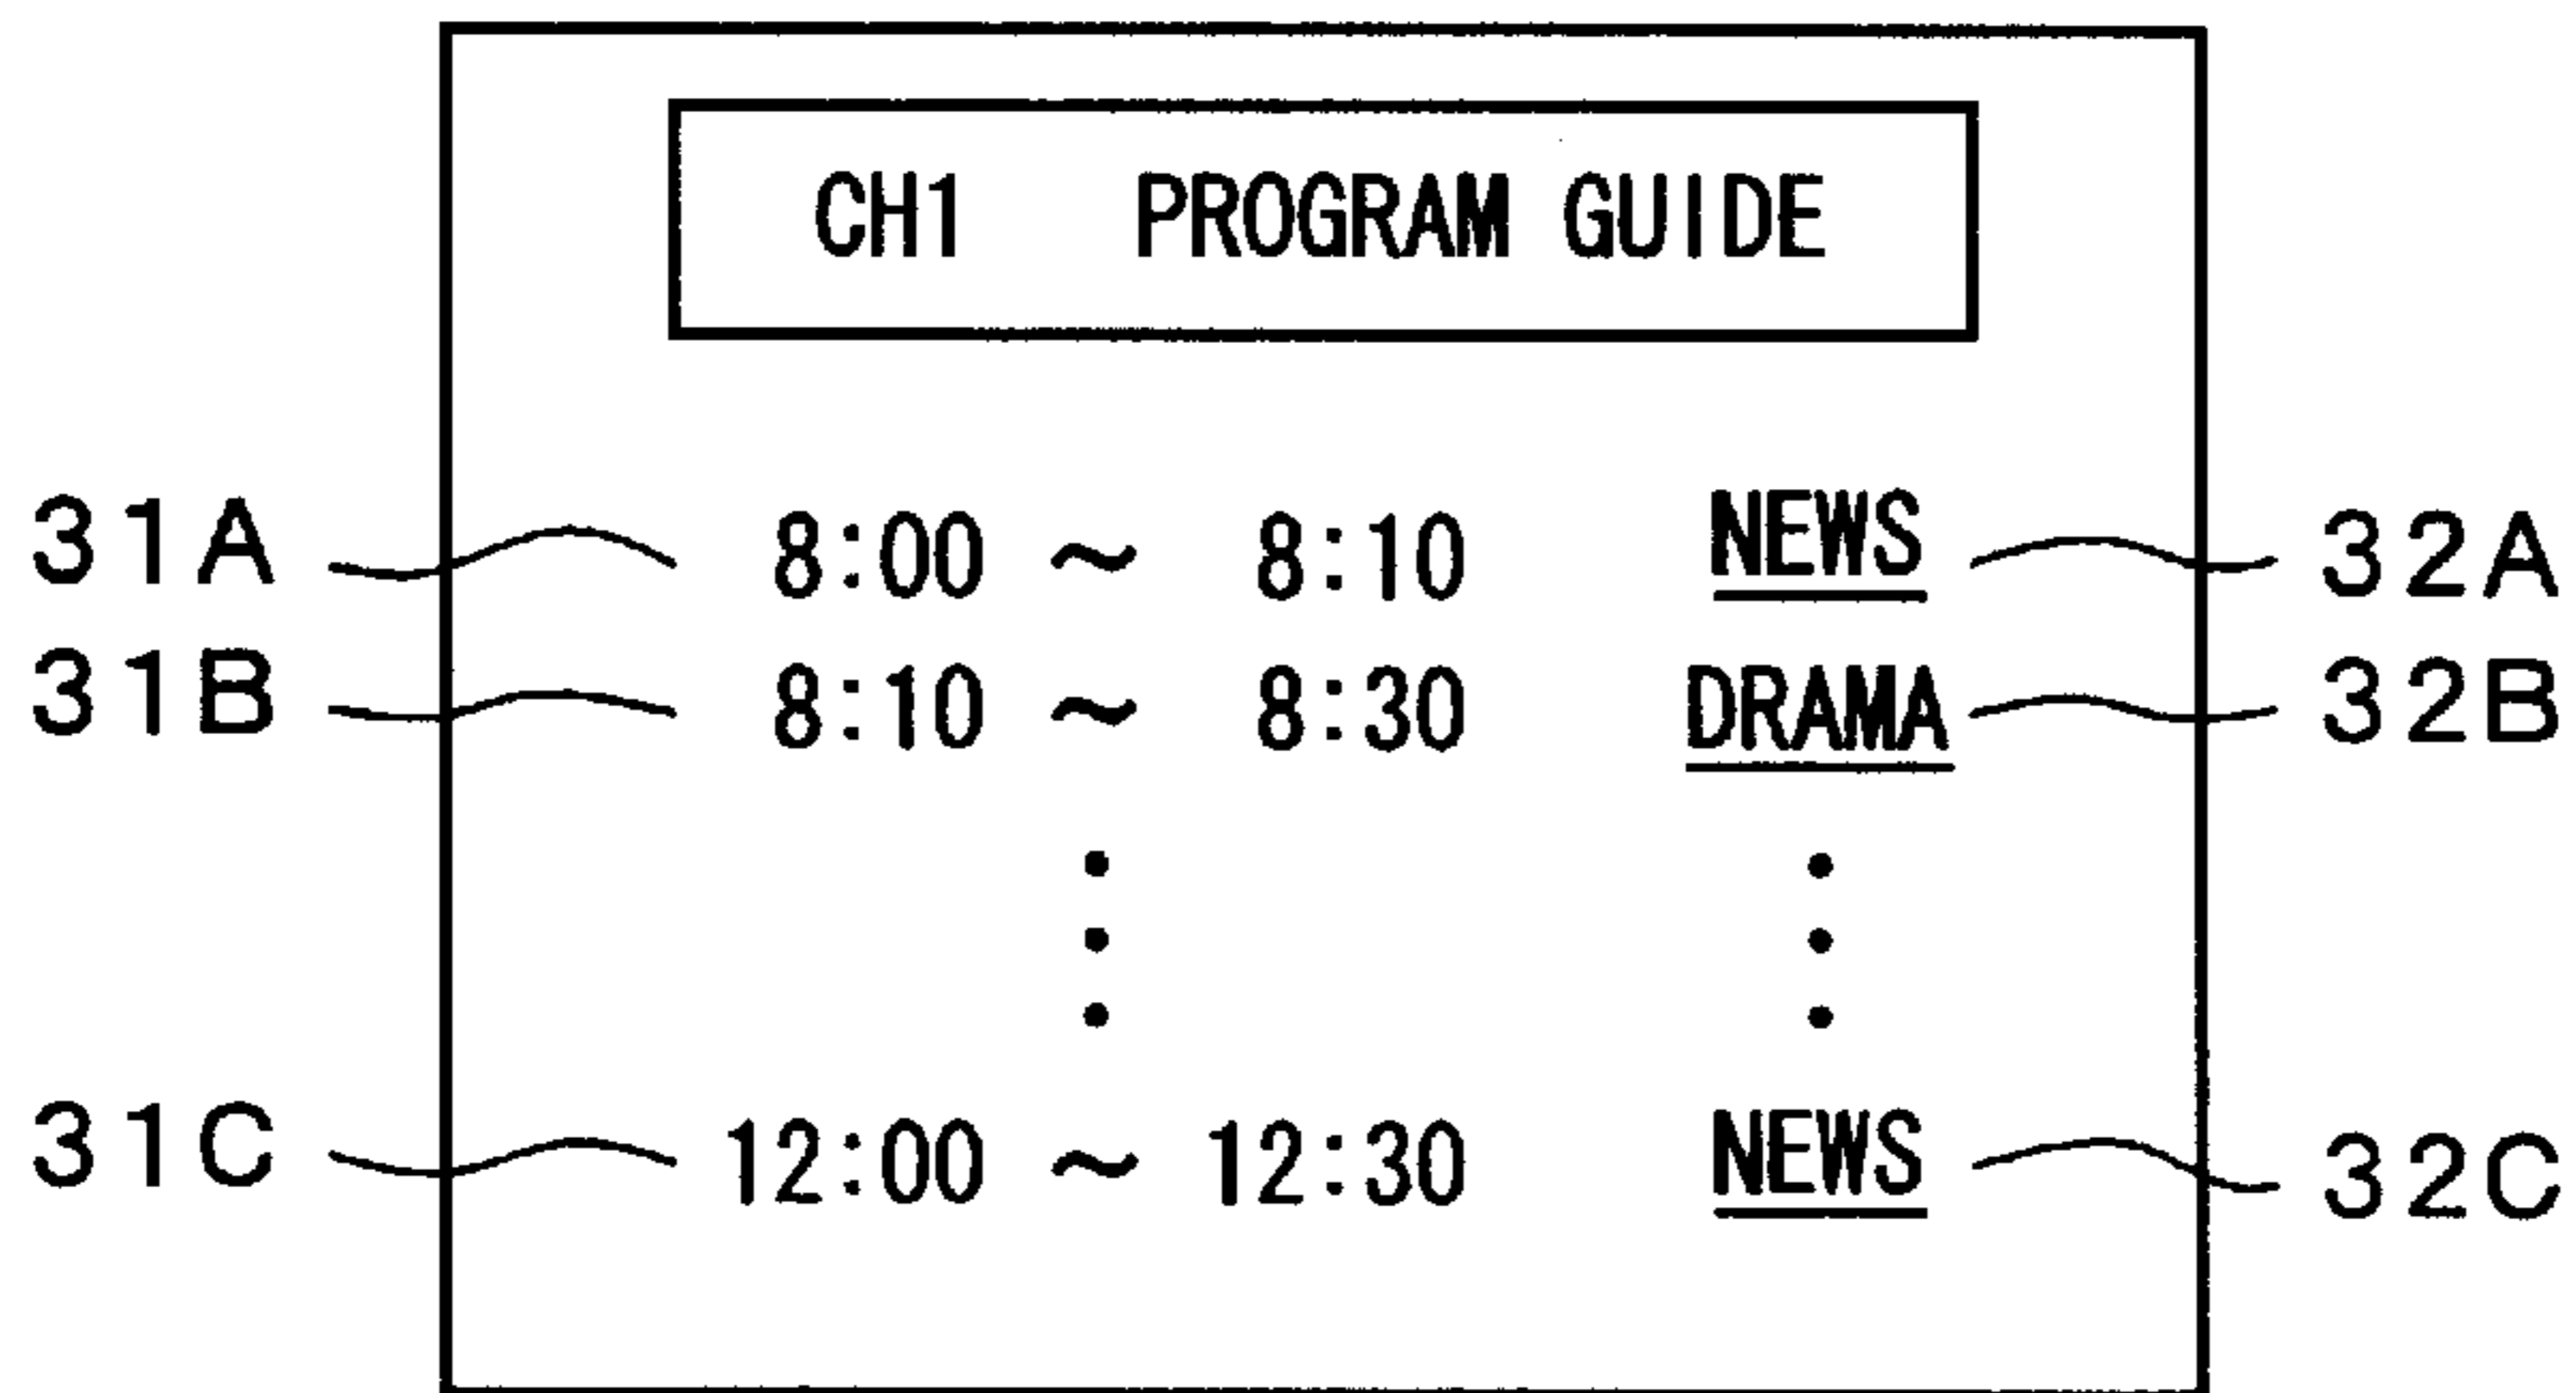 CH1 PROGRAM GUIDE
31A 8:00 ~ 8:10 NEWS 32A
31B 8:10 ~ 8:30 DRAMA 32B
31C 12:00 ~ 12:30 NEWS 32C